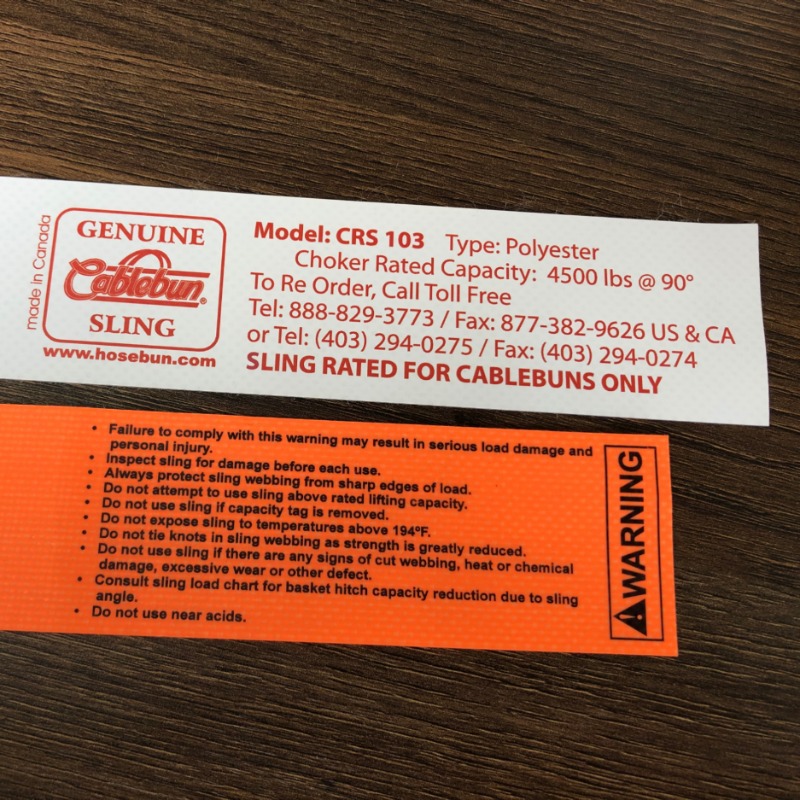 made in Canada
GENUINE
Cablebun®
SLING
www.hosebun.com
Model: CRS 103 Type: Polyester
Choker Rated Capacity: 4500 lbs @ 90°
To Re Order, Call Toll Free
Tel: 888-829-3773 / Fax: 877-382-9626 US & CA
or Tel: (403) 294-0275 / Fax: (403) 294-0274
SLING RATED FOR CABLEBUNS ONLY
• Failure to comply with this warning may result in serious load damage and
personal injury.
• Inspect sling for damage before each use.
• Always protect sling webbing from sharp edges of load.
• Do not attempt to use sling above rated lifting capacity.
• Do not use sling if capacity tag is removed.
• Do not expose sling to temperatures above 194ºF.
• Do not tie knots in sling webbing as strength is greatly reduced.
• Do not use sling if there are any signs of cut webbing, heat or chemical
damage, excessive wear or other defect.
• Consult sling load chart for basket hitch capacity reduction due to sling
angle.
• Do not use near acids.
WARNING